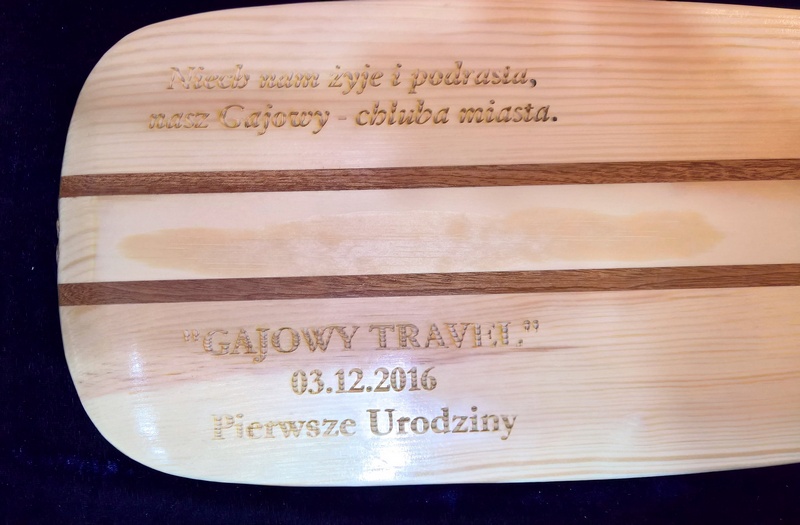 Niech nam żyje i podrasta,
nasz Gajowy - chluba miasta.
"GAJOWY TRAVEL"
03.12.2016
Pierwsze Urodziny